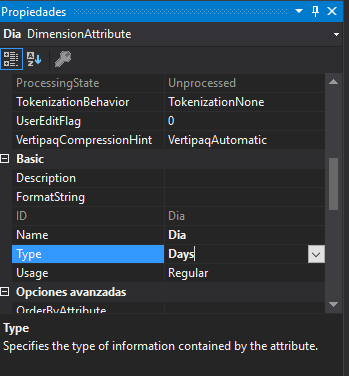 Propiedades
Dia DimensionAttribute
ProcessingState Unprocessed
TokenizationBehavior TokenizationNone
UserEditFlag 0
VertipaqCompressionHint VertipaqAutomatic
Basic
Description
FormatString
ID Dia
Name Dia
Type Days
Usage Regular
Opciones avanzadas
OrderByAttribute
Type
Specifies the type of information contained by the attribute.